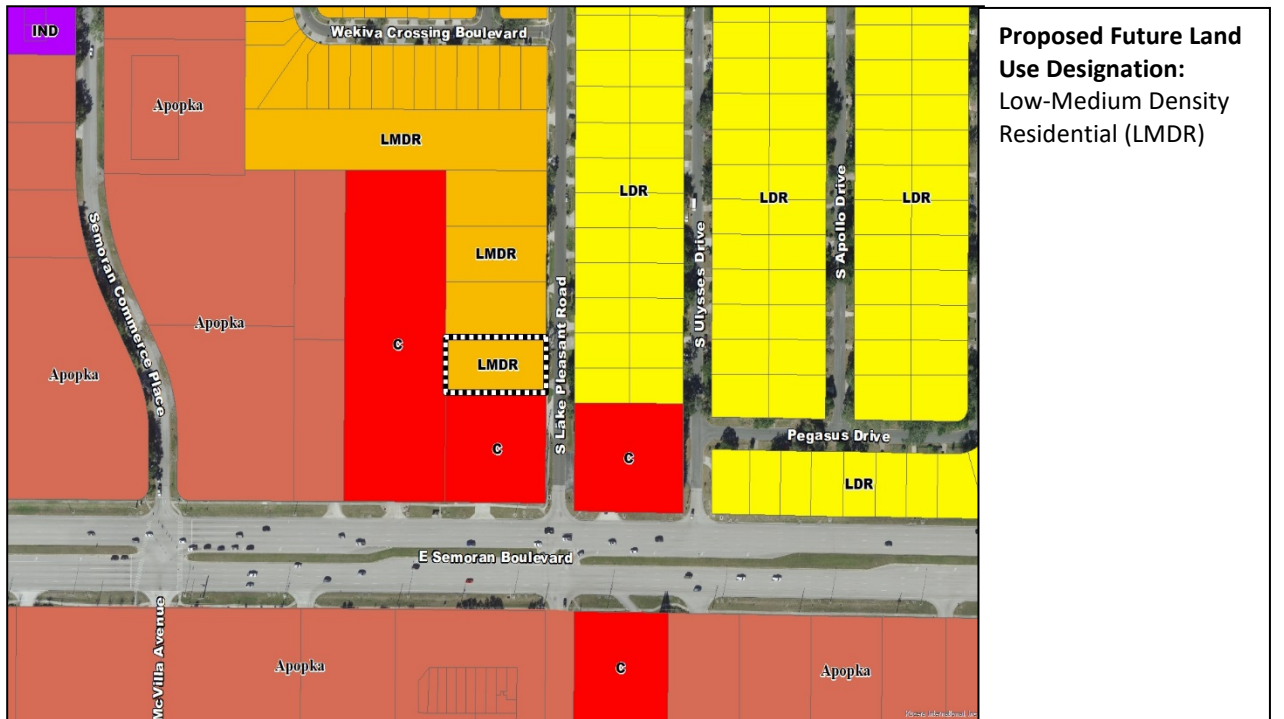 IND
Wekiva Crossing Boulevard
Apopka
LMDR
LDR
LDR
LDR
Semoran Commerce Place
LMDR
S Lake Pleasant Road
S Ulysses Drive
S Apollo Drive
Apopka
C
LMDR
Apopka
C
C
Pegasus Drive
LDR
E Semoran Boulevard
McVilla Avenue
Apopka
C
Apopka
Proposed Future Land
Use Designation:
Low-Medium Density
Residential (LMDR)